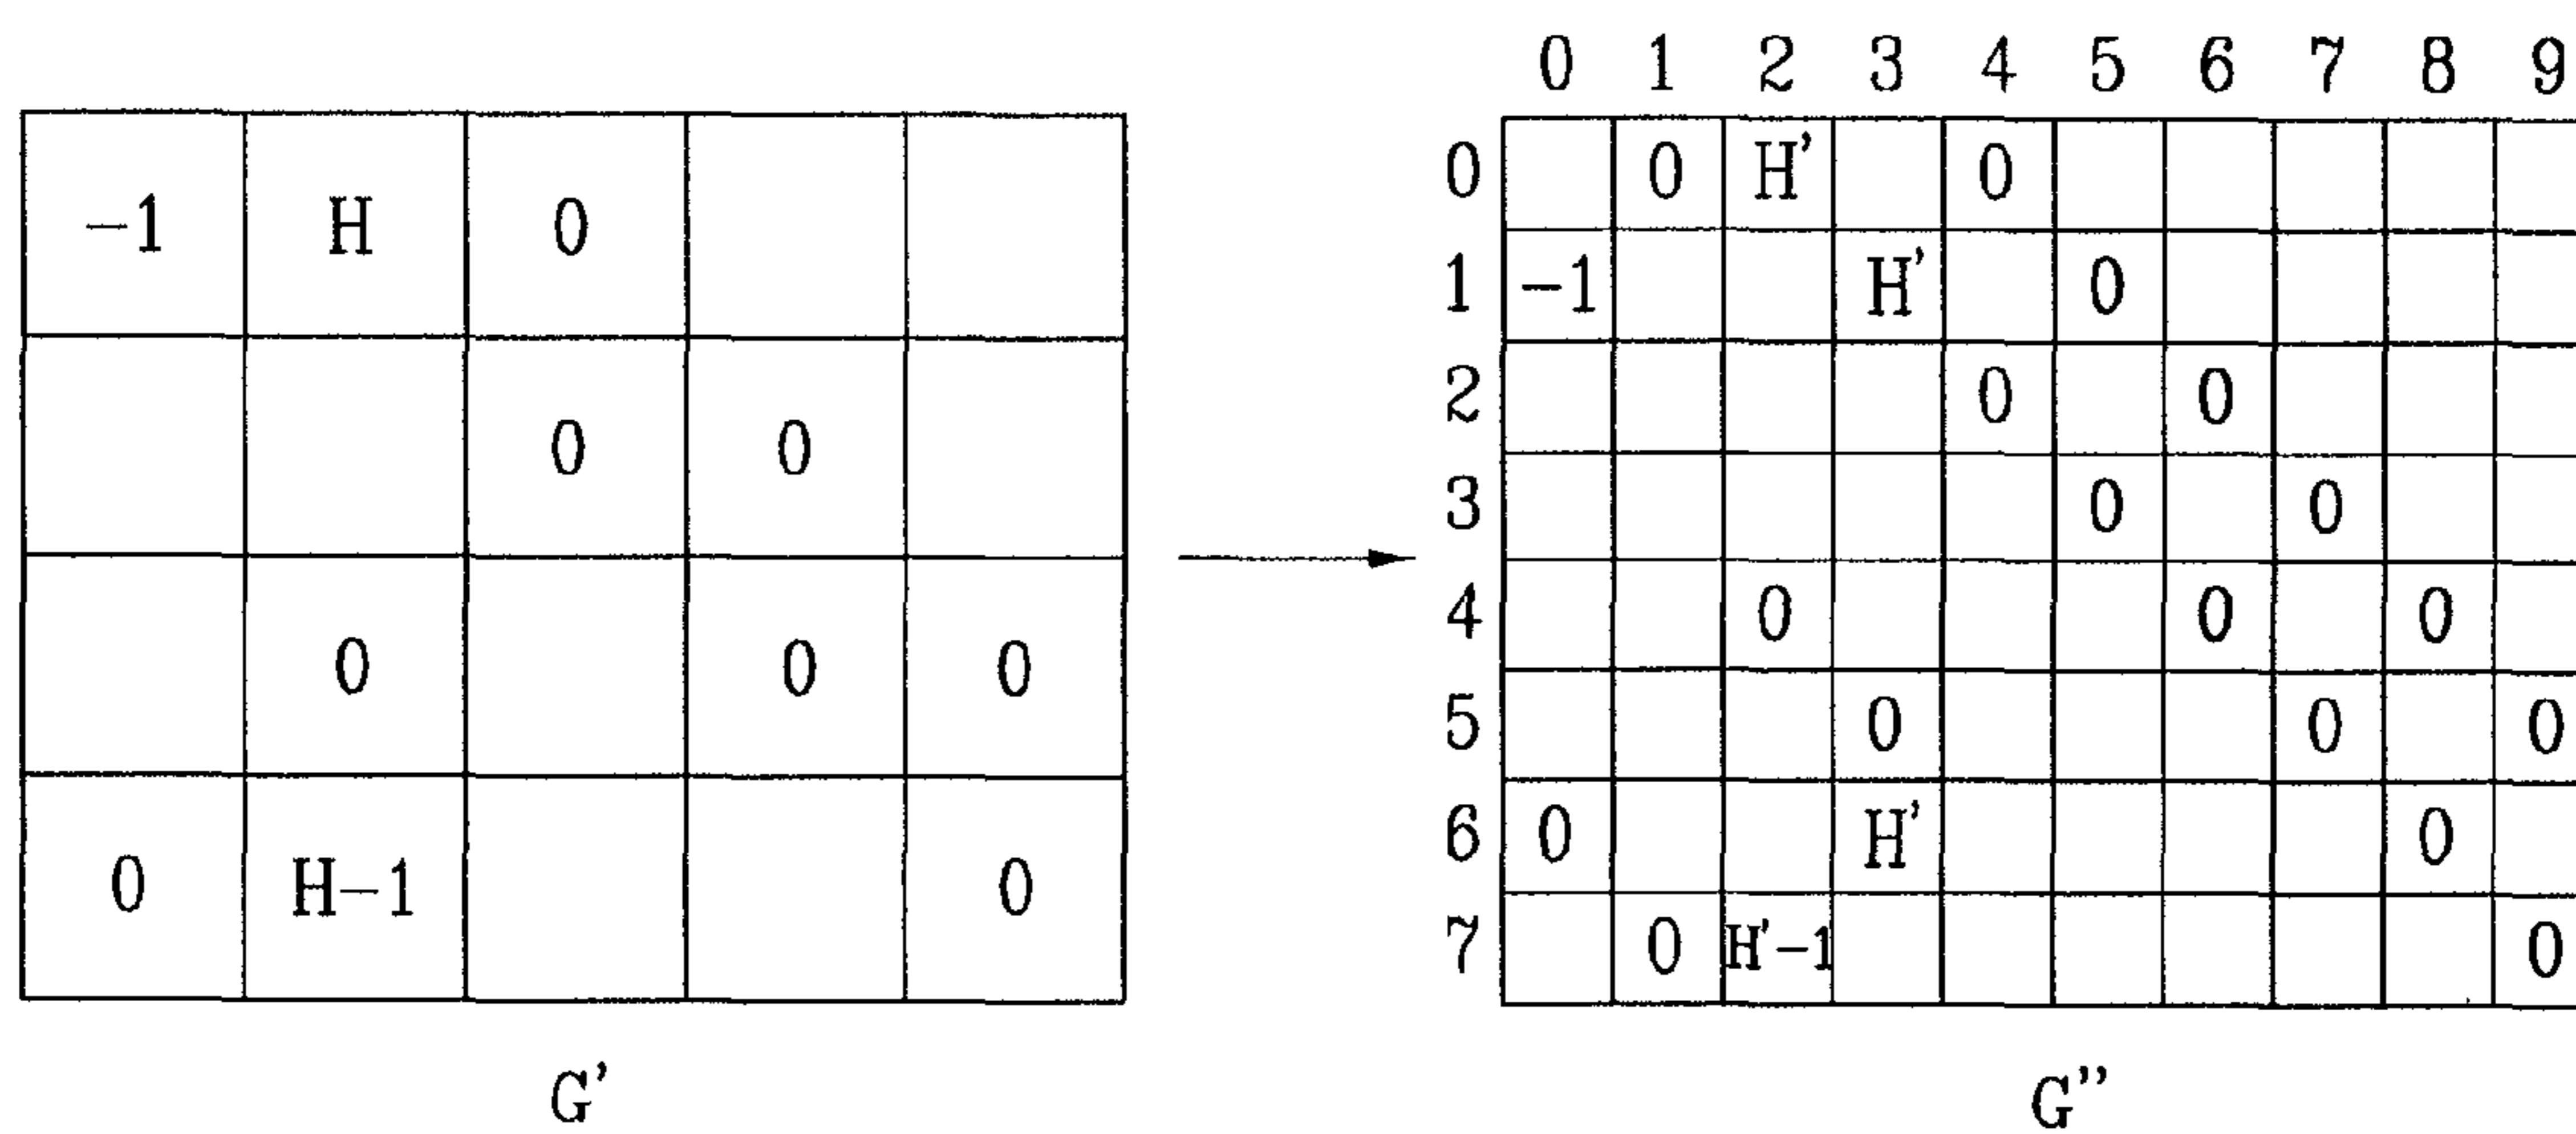 0 1 2 3 4 5 6 7 8 9
-1 H 0
0 0
0 0 0
0 H-1 0
0 0 H' 0
1 -1 H' 0
2 0 0
3 0 0
4 0 0 0
5 0 0 0
6 0 H' 0
7 0 H'-1 0
G' G''